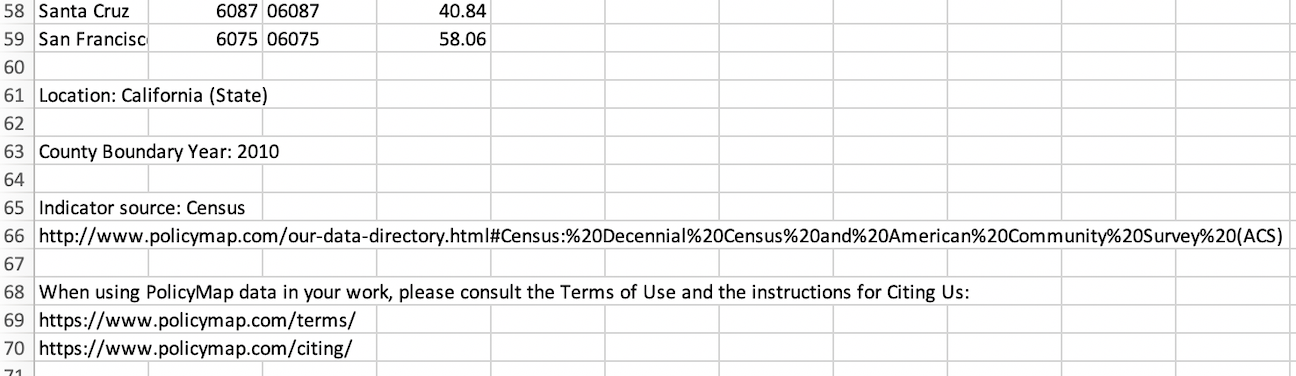 58 Santa Cruz 6087 06087 40.84
59 San Francisc 6075 06075 58.06
60
61 Location: California (State)
62
63 County Boundary Year: 2010
64
65 Indicator source: Census
66 http://www.policymap.com/our-data-directory.html#Census:%20Decennial%20Census%20and%20American%20Community%20Survey%20(ACS)
67
68 When using PolicyMap data in your work, please consult the Terms of Use and the instructions for Citing Us:
69 https://www.policymap.com/terms/
70 https://www.policymap.com/citing/
71